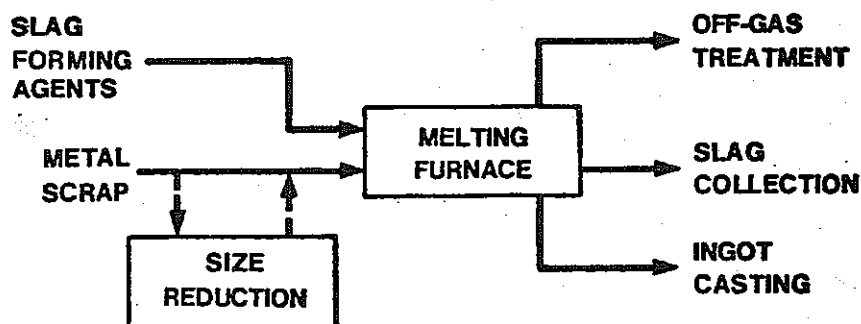 SLAG
FORMING
AGENTS
METAL
SCRAP
SIZE
REDUCTION
MELTING
FURNACE
OFF-GAS
TREATMENT
SLAG
COLLECTION
INGOT
CASTING